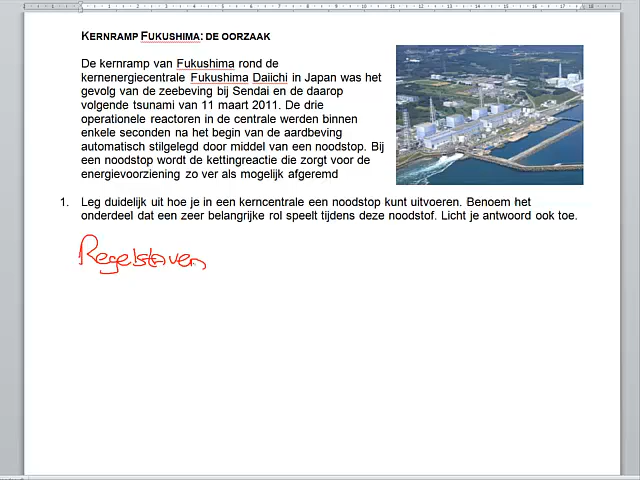 KERNRAMP FUKUSHIMA: DE OORZAAK
De kernramp van Fukushima rond de
kernenergiecentrale Fukushima Daiichi in Japan was het
gevolg van de zeebeving bij Sendai en de daarop
volgende tsunami van 11 maart 2011. De drie
operationele reactoren in de centrale werden binnen
enkele seconden na het begin van de aardbeving
automatisch stilgelegd door middel van een noodstop. Bij
een noodstop wordt de kettingreactie die zorgt voor de
energievoorziening zo ver als mogelijk afgeremd
1. Leg duidelijk uit hoe je in een kerncentrale een noodstop kunt uitvoeren. Benoem het
onderdeel dat een zeer belangrijke rol speelt tijdens deze noodstof. Licht je antwoord ook toe.
Regelstaven